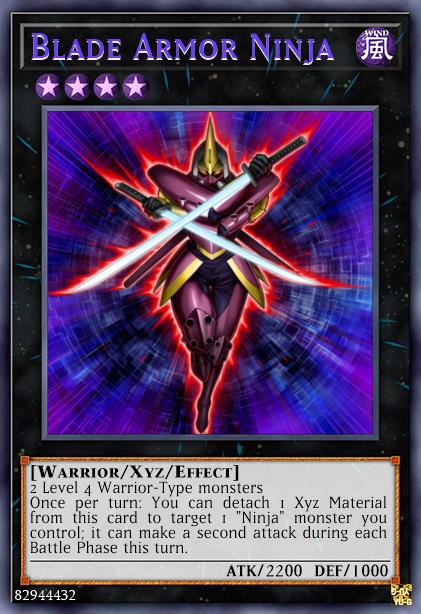 Blade Armor Ninja
WIND
風
[Warrior/Xyz/Effect]
2 Level 4 Warrior-Type monsters
Once per turn: You can detach 1 Xyz Material
from this card to target 1 "Ninja" monster you
control; it can make a second attack during each
Battle Phase this turn.
ATK/2200 DEF/1000
82944432